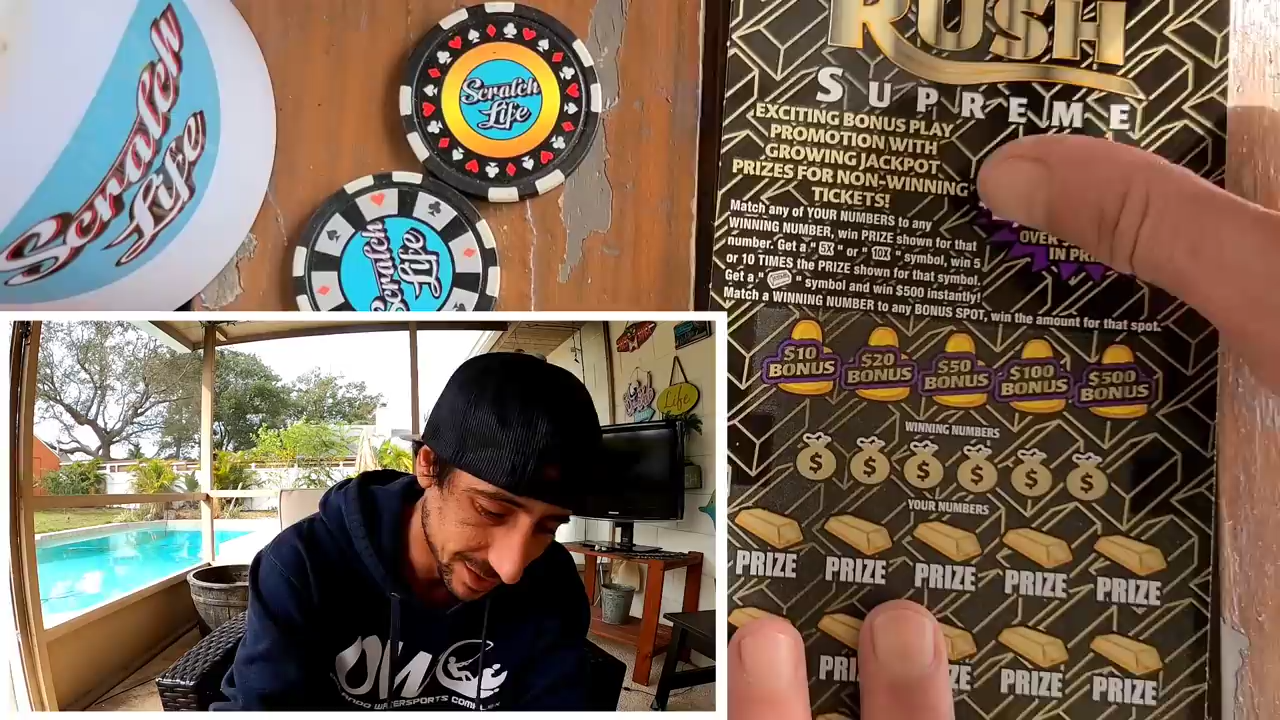 Scratch
Life
Scratch
Life
Scratch
Life
RUSH
SUPREME
EXCITING BONUS PLAY
PROMOTION WITH
GROWING JACKPOT
PRIZES FOR NON-WINNING
TICKETS!
OVER
IN
Match any of YOUR NUMBERS to any
WINNING NUMBER, win PRIZE shown for that
number. Get a "5X" or "10X" symbol, win 5
or 10 TIMES the PRIZE shown for that symbol.
Get a " " symbol and win $500 instantly!
Match a WINNING NUMBER to any BONUS SPOT, win the amount for that spot.
$10 BONUS $20 BONUS $50 BONUS $100 BONUS $500 BONUS
WINNING NUMBERS
$ $ $ $ $ $
YOUR NUMBERS
PRIZE PRIZE PRIZE PRIZE PRIZE
PRI ZE PRIZE PRIZE
Life
OWC
WATERSPORTS